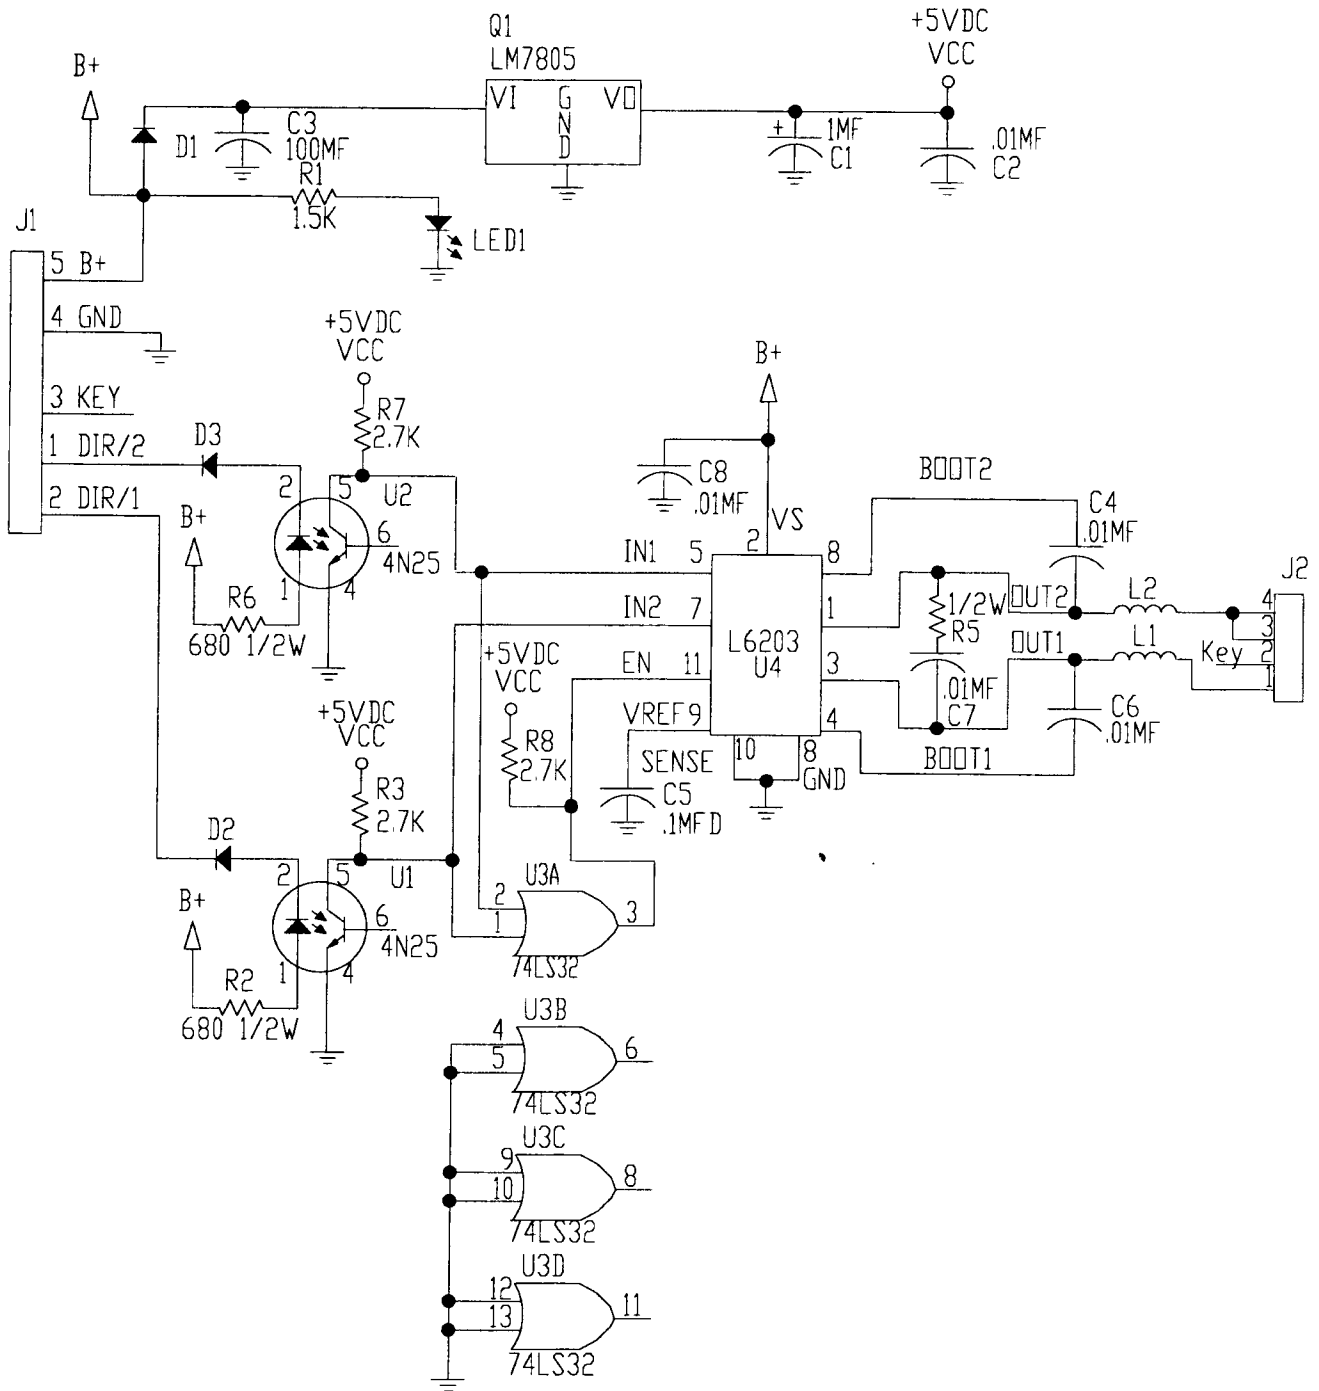 Q1
LM7805
+5VDC
VCC
B+
VI
GND
VO
D1
C3
100MF
1MF
C1
.01MF
C2
R1
1.5K
LED1
J1
5 B+
4 GND
3 KEY
1 DIR/2
2 DIR/1
+5VDC
VCC
R7
2.7K
D3
2
5
U2
6
4N25
1
4
B+
R6
680 1/2W
B+
C8
.01MF
VS
2
BOOT2
C4
.01MF
IN1
5
8
IN2
7
1
1/2W
R5
OUT2
L2
J2
4
3
2
1
Key
L6203
U4
EN
11
3
.01MF
C7
OUT1
L1
VREF
9
4
C6
.01MF
BOOT1
10
8
GND
SENSE
C5
.1MFD
+5VDC
VCC
R8
2.7K
+5VDC
VCC
R3
2.7K
D2
2
5
U1
6
4N25
1
4
B+
R2
680 1/2W
U3A
2
1
3
74LS32
U3B
4
5
6
74LS32
U3C
9
10
8
74LS32
U3D
12
13
11
74LS32